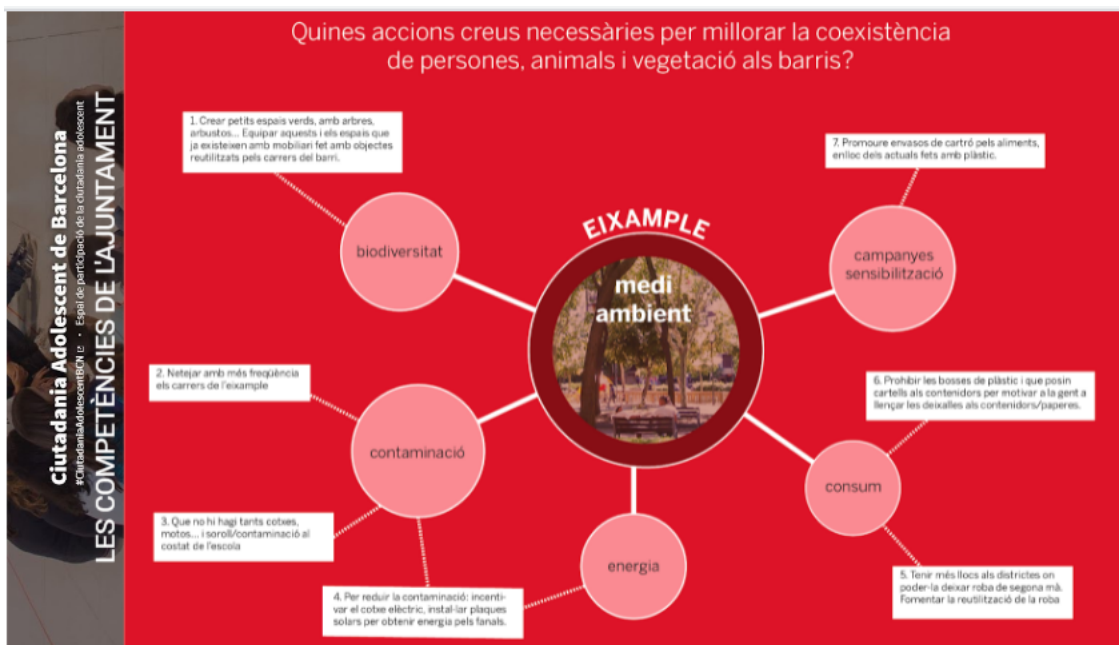 Quines accions creus necessàries per millorar la coexistència
de persones, animals i vegetació als barris?
Ciutadania Adolescent de Barcelona
#CiutadaniaAdolescentBCN • Espai de participació de la ciutadania adolescent
LES COMPETÈNCIES DE L'AJUNTAMENT
1. Crear petits espais verds, amb arbres,
arbustos... Equipar aquests i els espais que
ja existeixen amb mobiliari fet amb objectes
reutilitzats pels carrers del barri.
biodiversitat
2. Netejar amb més freqüència
els carrers de l'eixample
contaminació
3. Que no hi hagi tants cotxes,
motos... i soroll/contaminació al
costat de l'escola
4. Per reduir la contaminació: incenti-
var el cotxe elèctric, instal·lar plaques
solars per obtenir energia pels fanals.
EIXAMPLE
medi
ambient
energia
7. Promoure envasos de cartró pels aliments,
enlloc dels actuals fets amb plàstic.
campanyes
sensibilització
6. Prohibir les bosses de plàstic i que posin
cartells als contenidors per motivar a la gent a
llençar les deixalles als contenidors/paperes.
consum
5. Tenir més llocs als districtes on
poder-la deixar roba de segona mà.
Fomentar la reutilització de la roba